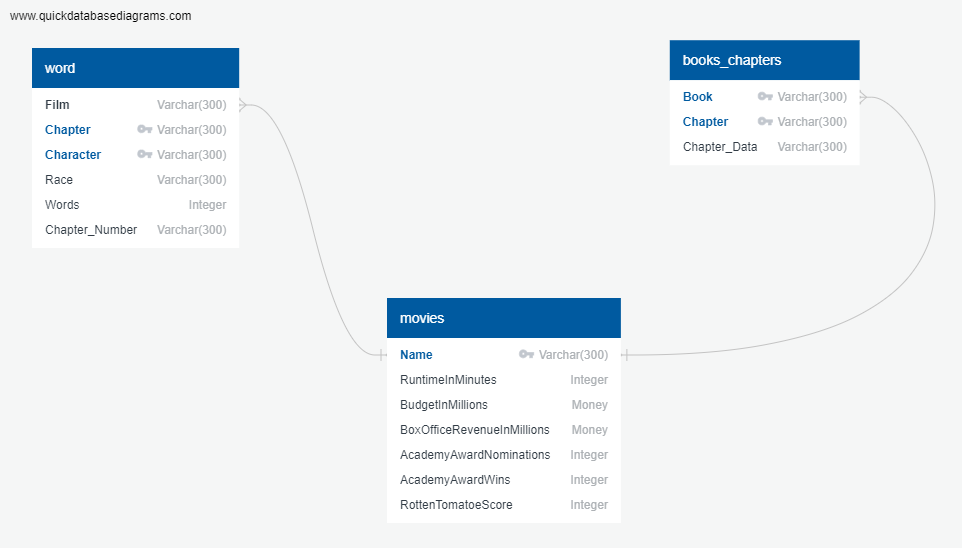 www.quickdatabasediagrams.com
word
Film Varchar(300)
Chapter Varchar(300)
Character Varchar(300)
Race Varchar(300)
Words Integer
Chapter_Number Varchar(300)
books_chapters
Book Varchar(300)
Chapter Varchar(300)
Chapter_Data Varchar(300)
movies
Name Varchar(300)
RuntimeInMinutes Integer
BudgetInMillions Money
BoxOfficeRevenueInMillions Money
AcademyAwardNominations Integer
AcademyAwardWins Integer
RottenTomatoeScore Integer